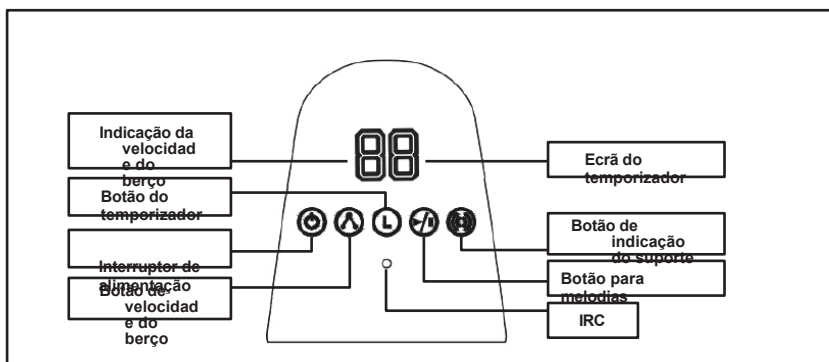 Indicação da
velocidad
e do
berço
Botão do
temporizador
Interruptor de
alimentação
Botão de
velocidad
e do
berço
88
L
Ecrã do
temporizador
Botão de
indicação
do suporte
Botão para
melodias
IRC